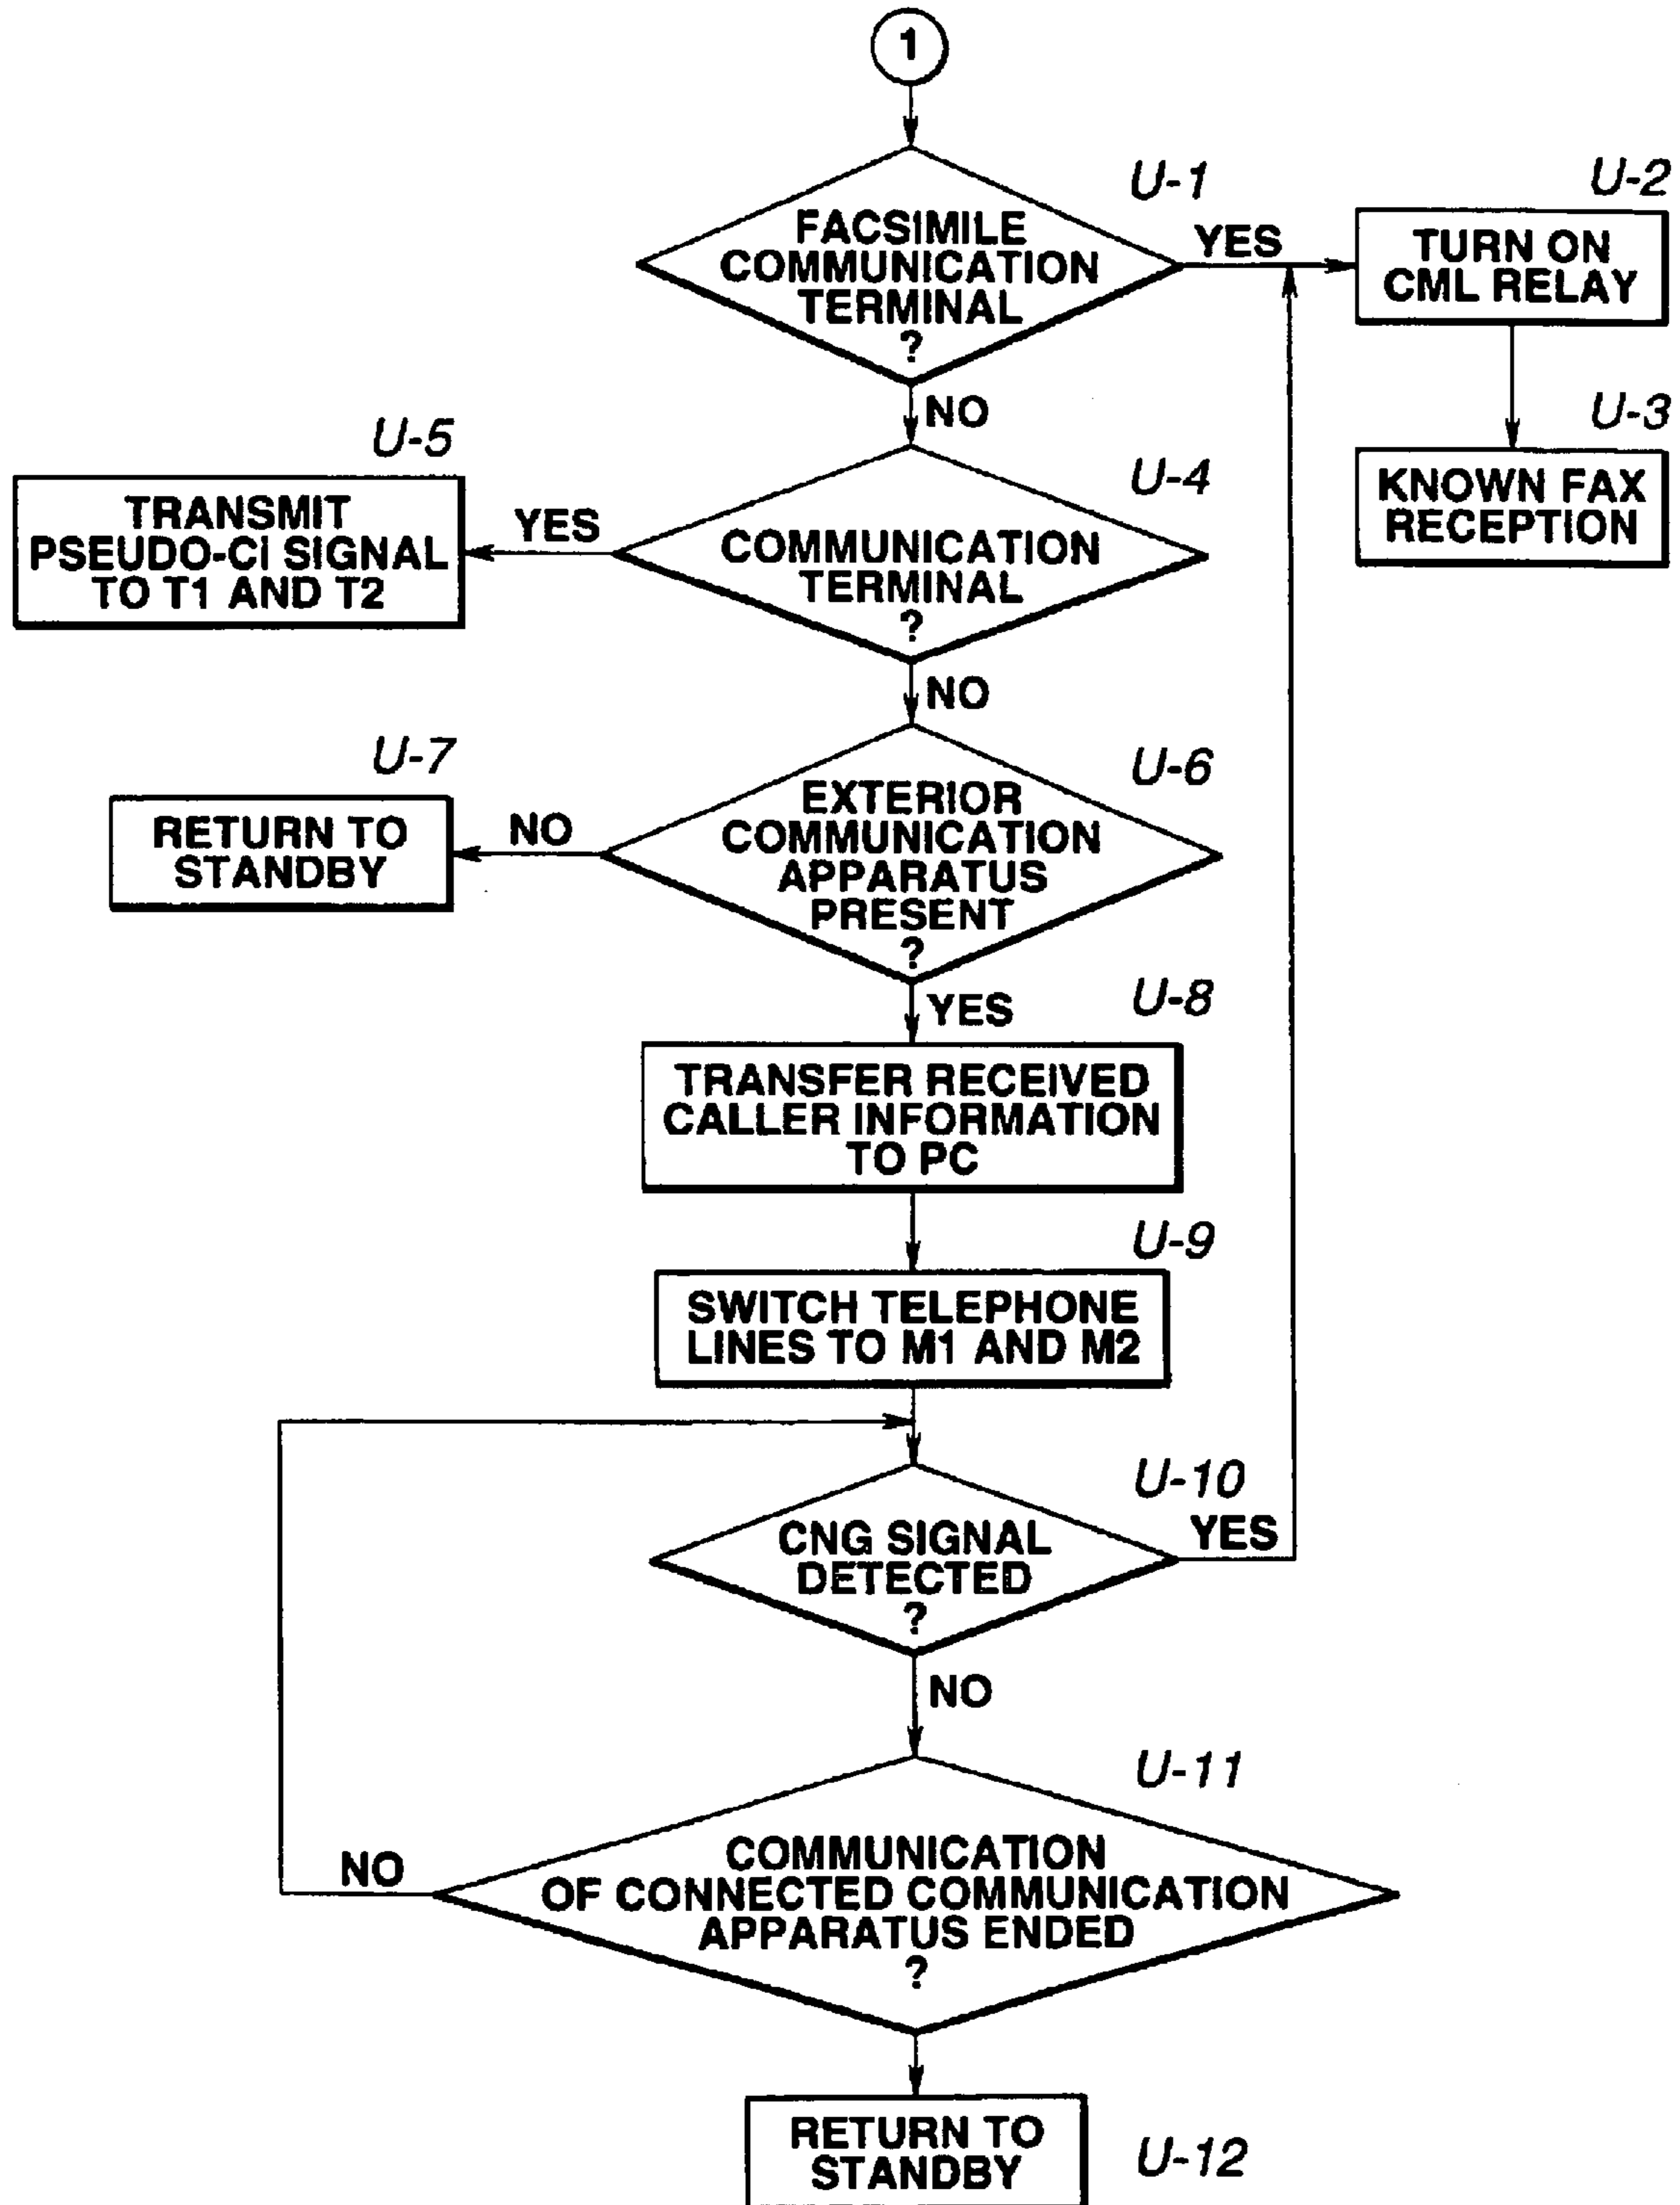 1
U-1
FACSIMILE
COMMUNICATION
TERMINAL
?
YES
U-2
TURN ON
CML RELAY
NO
U-3
KNOWN FAX
RECEPTION
U-4
COMMUNICATION
TERMINAL
?
YES
U-5
TRANSMIT
PSEUDO-CI SIGNAL
TO T1 AND T2
NO
U-6
EXTERIOR
COMMUNICATION
APPARATUS
PRESENT
?
NO
U-7
RETURN TO
STANDBY
YES
U-8
TRANSFER RECEIVED
CALLER INFORMATION
TO PC
U-9
SWITCH TELEPHONE
LINES TO M1 AND M2
U-10
CNG SIGNAL
DETECTED
?
YES
NO
U-11
COMMUNICATION
OF CONNECTED COMMUNICATION
APPARATUS ENDED
?
NO
RETURN TO
STANDBY
U-12